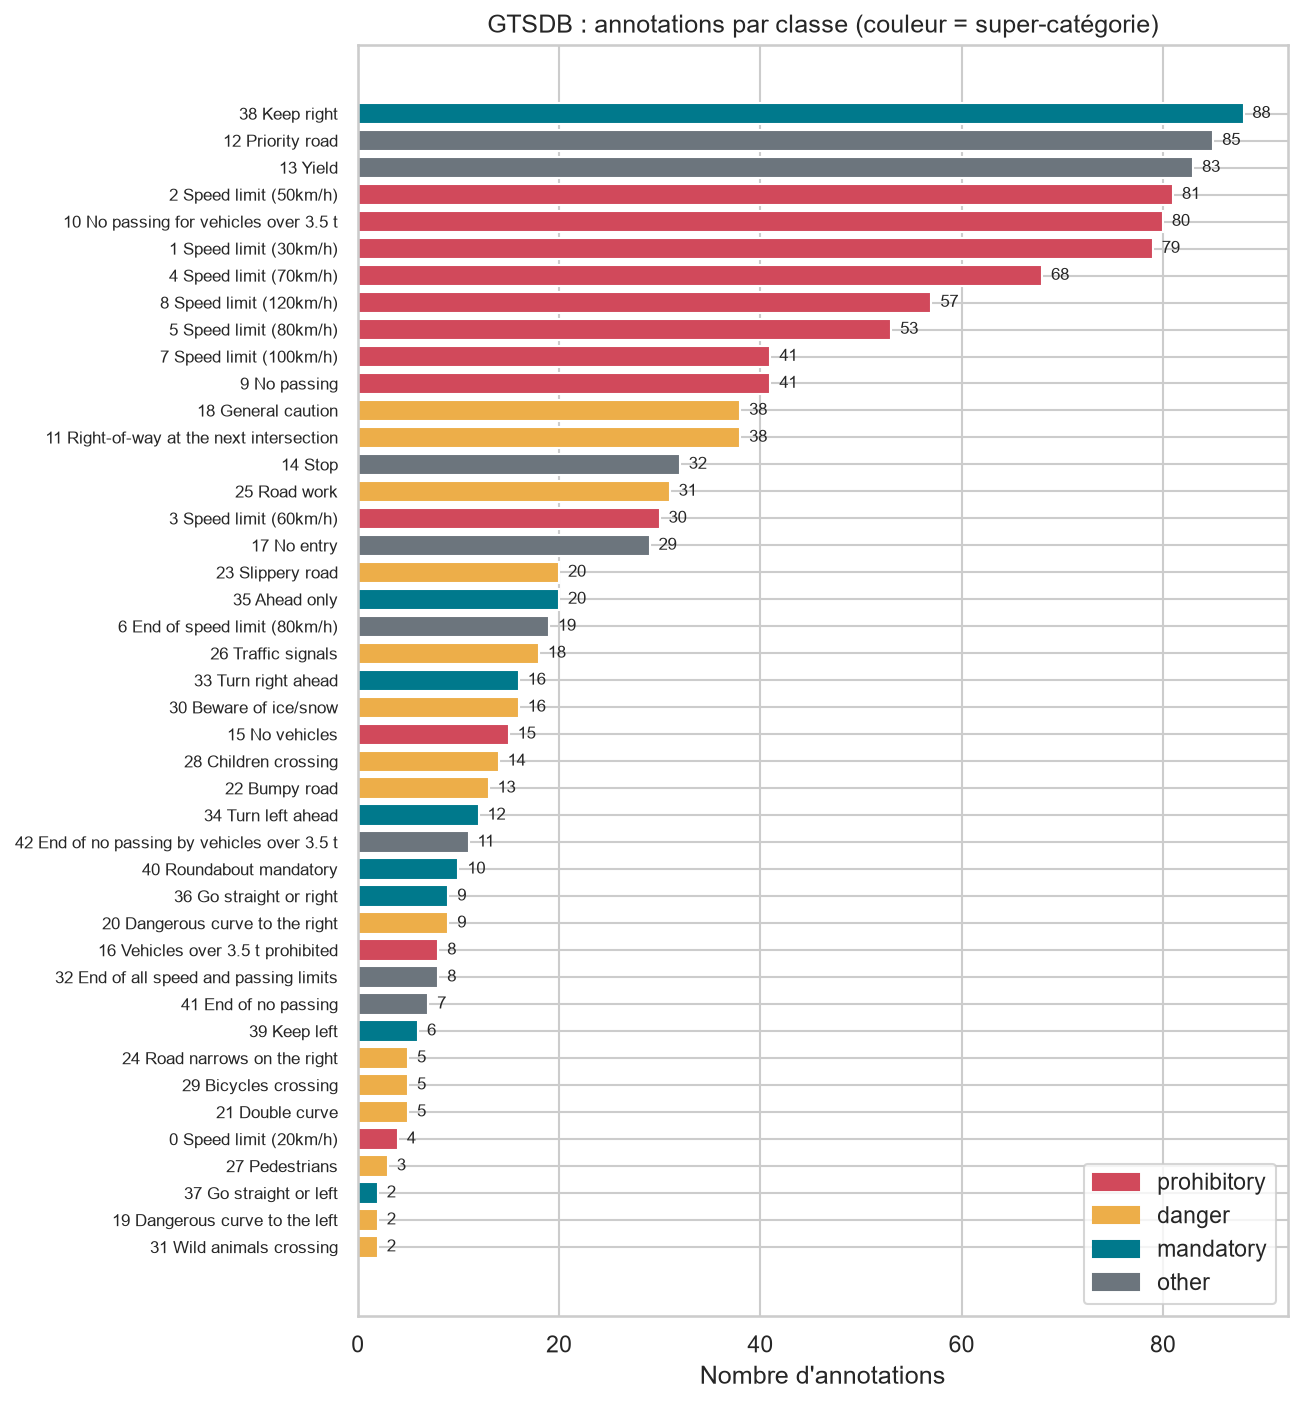 GTSDB : annotations par classe (couleur = super-catégorie)
38 Keep right 88
12 Priority road 85
13 Yield 83
2 Speed limit (50km/h) 81
10 No passing for vehicles over 3.5 t 80
1 Speed limit (30km/h) 79
4 Speed limit (70km/h) 68
8 Speed limit (120km/h) 57
5 Speed limit (80km/h) 53
7 Speed limit (100km/h) 41
9 No passing 41
18 General caution 38
11 Right-of-way at the next intersection 38
14 Stop 32
25 Road work 31
3 Speed limit (60km/h) 30
17 No entry 29
23 Slippery road 20
35 Ahead only 20
6 End of speed limit (80km/h) 19
26 Traffic signals 18
33 Turn right ahead 16
30 Beware of ice/snow 16
15 No vehicles 15
28 Children crossing 14
22 Bumpy road 13
34 Turn left ahead 12
42 End of no passing by vehicles over 3.5 t 11
40 Roundabout mandatory 10
36 Go straight or right 9
20 Dangerous curve to the right 9
16 Vehicles over 3.5 t prohibited 8
32 End of all speed and passing limits 8
41 End of no passing 7
39 Keep left 6
24 Road narrows on the right 5
29 Bicycles crossing 5
21 Double curve 5
0 Speed limit (20km/h) 4
27 Pedestrians 3
37 Go straight or left 2
19 Dangerous curve to the left 2
31 Wild animals crossing 2
prohibitory
danger
mandatory
other
0 20 40 60 80
Nombre d'annotations